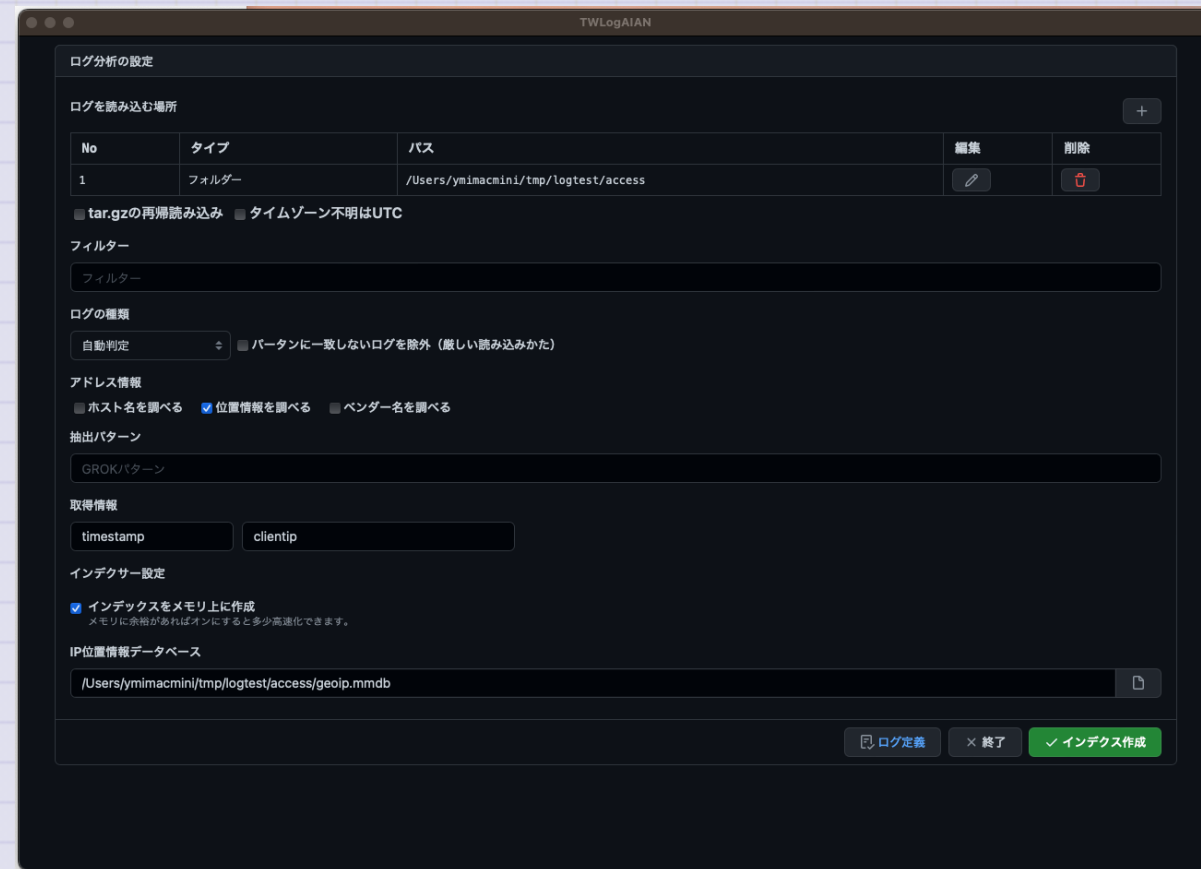 TWLogAIAN
ログ分析の設定
ログを読み込む場所
No タイプ パス 編集 削除
1 フォルダー /Users/ymimacmini/tmp/logtest/access
tar.gzの再帰読み込み タイムゾーン不明はUTC
フィルター
フィルター
ログの種類
自動判定 パータンに一致しないログを除外（厳しい読み込みかた）
アドレス情報
ホスト名を調べる 位置情報を調べる ベンダー名を調べる
抽出パターン
GROKパターン
取得情報
timestamp clientip
インデクサー設定
インデックスをメモリ上に作成
メモリに余裕があればオンにすると多少高速化できます。
IP位置情報データベース
/Users/ymimacmini/tmp/logtest/access/geoip.mmdb
ログ定義 終了 インデクス作成